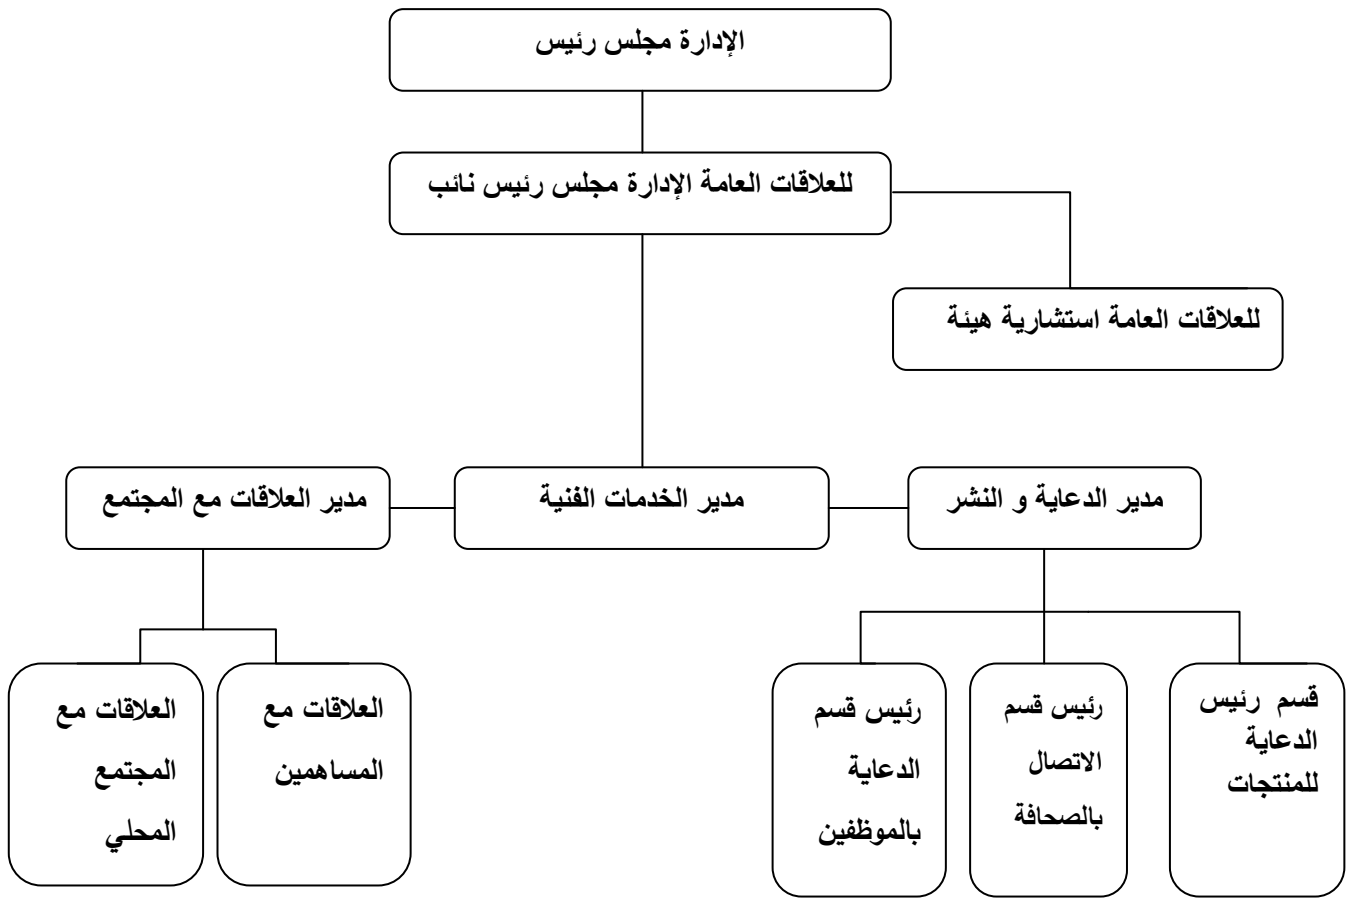 الإدارة مجلس رئيس
للعلاقات العامة الإدارة مجلس رئيس نائب
للعلاقات العامة استشارية هيئة
مدير الدعاية و النشر
مدير الخدمات الفنية
مدير العلاقات مع المجتمع
قسم رئيس
الدعاية
للمنتجات
رئيس قسم
الاتصال
بالصحافة
رئيس قسم
الدعاية
بالموظفين
العلاقات مع
المساهمين
العلاقات مع
المجتمع
المحلي